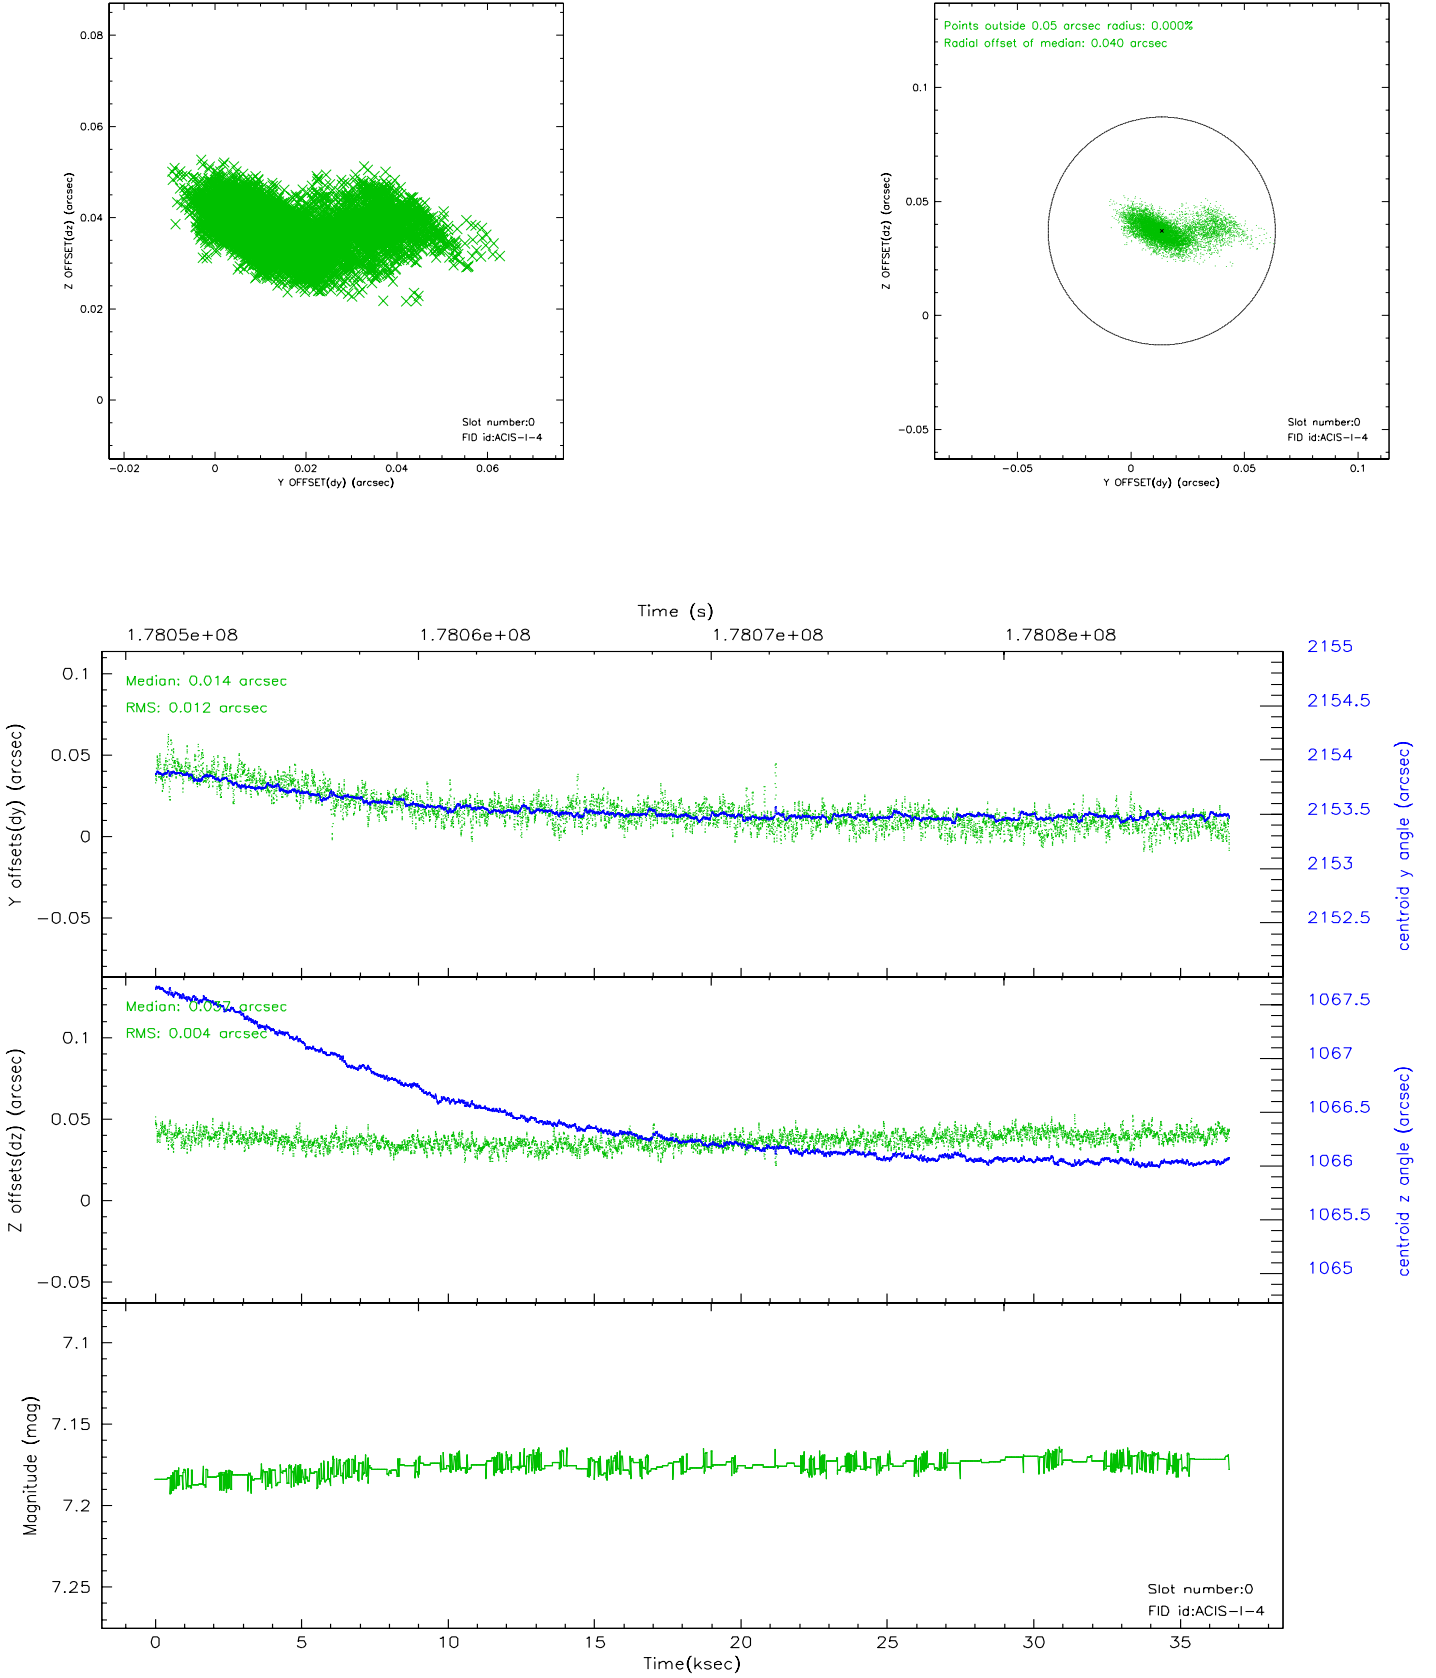 0.08
0.06
0.04
0.02
0
Z OFFSET(dz) (arcsec)
Slot number:0
FID id:ACIS-I-4
-0.02 0 0.02 0.04 0.06
Y OFFSET(dy) (arcsec)
Points outside 0.05 arcsec radius: 0.000%
Radial offset of median: 0.040 arcsec
0.1
0.05
0
-0.05
Z OFFSET(dz) (arcsec)
Slot number:0
FID id:ACIS-I-4
-0.05 0 0.05 0.1
Y OFFSET(dy) (arcsec)
Time (s)
1.7805e+08 1.7806e+08 1.7807e+08 1.7808e+08
Median: 0.014 arcsec
RMS: 0.012 arcsec
0.1
0.05
0
-0.05
Y offsets(dy) (arcsec)
2155
2154.5
2154
2153.5
2153
2152.5
centroid y angle (arcsec)
Median: 0.037 arcsec
RMS: 0.004 arcsec
0.1
0.05
0
-0.05
Z offsets(dz) (arcsec)
1067.5
1067
1066.5
1066
1065.5
1065
centroid z angle (arcsec)
7.1
7.15
7.2
7.25
Magnitude (mag)
Slot number:0
FID id:ACIS-I-4
0 5 10 15 20 25 30 35
Time(ksec)